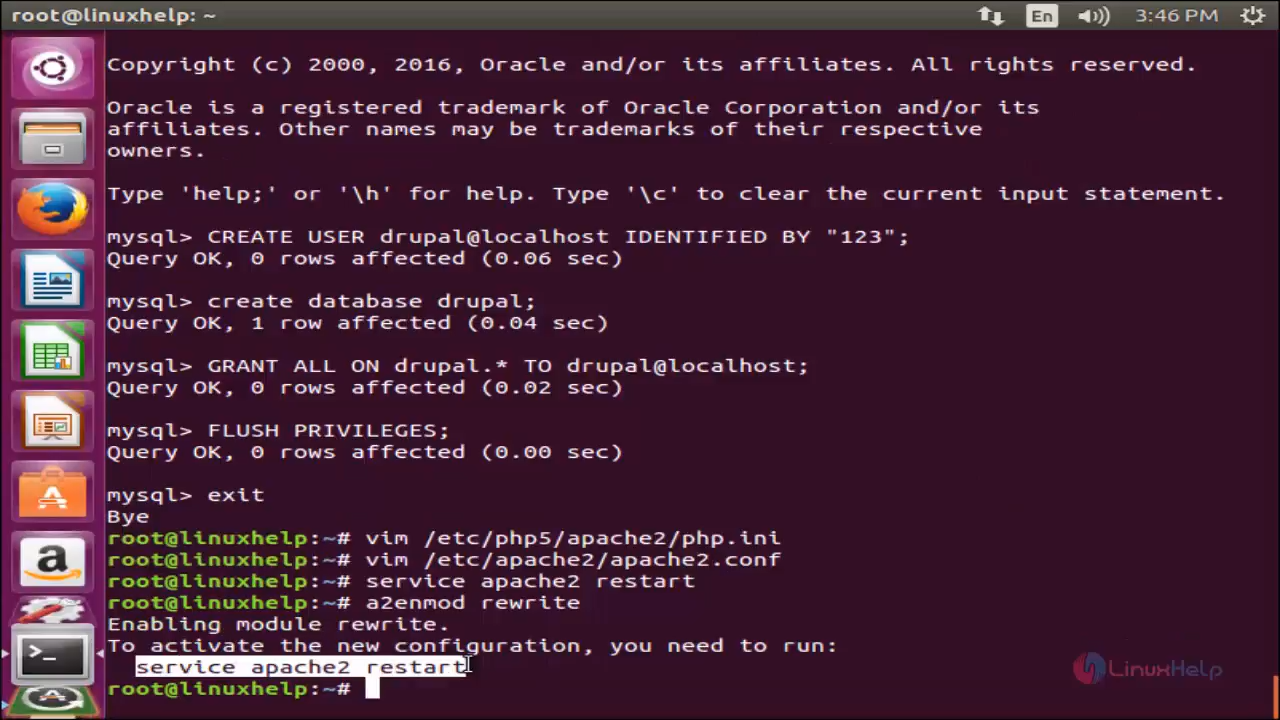 root@linuxhelp: ~
En
3:46 PM
Copyright (c) 2000, 2016, Oracle and/or its affiliates. All rights reserved.
Oracle is a registered trademark of Oracle Corporation and/or its
affiliates. Other names may be trademarks of their respective
owners.
Type 'help;' or '\h' for help. Type '\c' to clear the current input statement.
mysql> CREATE USER drupal@localhost IDENTIFIED BY "123";
Query OK, 0 rows affected (0.06 sec)
mysql> create database drupal;
Query OK, 1 row affected (0.04 sec)
mysql> GRANT ALL ON drupal.* TO drupal@localhost;
Query OK, 0 rows affected (0.02 sec)
mysql> FLUSH PRIVILEGES;
Query OK, 0 rows affected (0.00 sec)
mysql> exit
Bye
root@linuxhelp:~# vim /etc/php5/apache2/php.ini
root@linuxhelp:~# vim /etc/apache2/apache2.conf
root@linuxhelp:~# service apache2 restart
root@linuxhelp:~# a2enmod rewrite
Enabling module rewrite.
To activate the new configuration, you need to run:
service apache2 restart
root@linuxhelp:~#
LinuxHelp